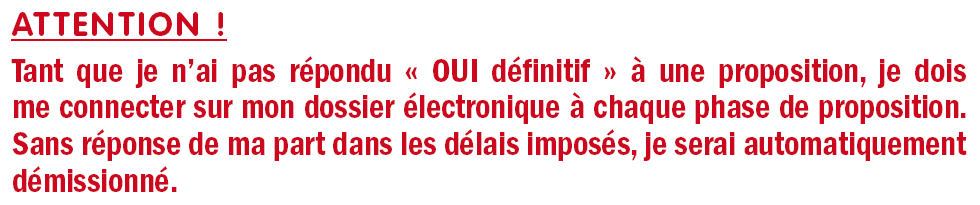 ATTENTION !
Tant que je n’ai pas répondu « OUI définitif » à une proposition, je dois
me connecter sur mon dossier électronique à chaque phase de proposition.
Sans réponse de ma part dans les délais imposés, je serai automatiquement
démissionné.